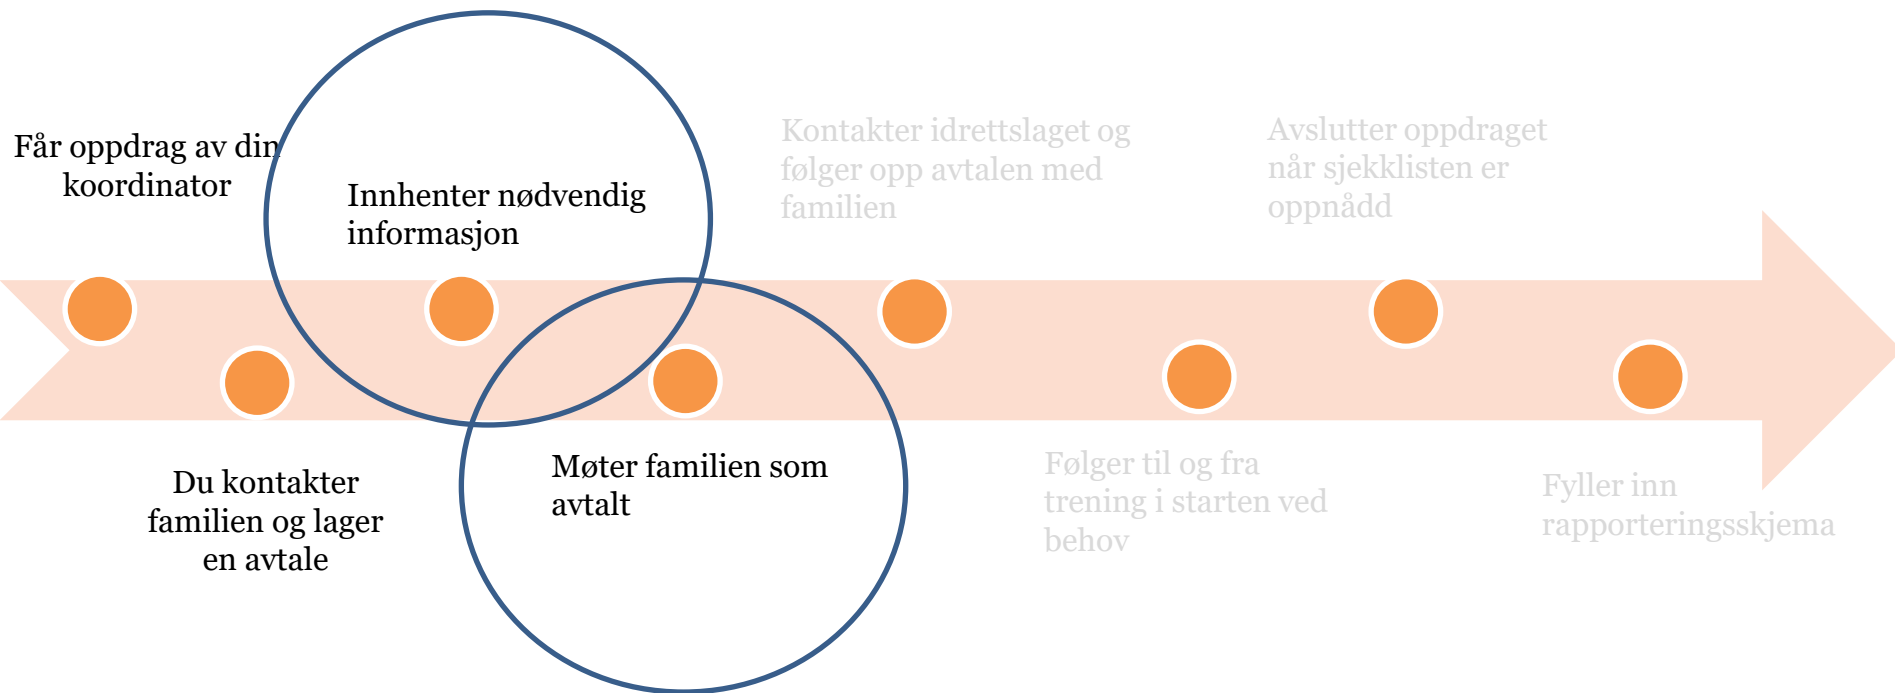 Får oppdrag av din
koordinator
Du kontakter
familien og lager
en avtale
Innhenter nødvendig
informasjon
Møter familien som
avtalt
Kontakter idrettslaget og
følger opp avtalen med
familien
Følger til og fra
trening i starten ved
behov
Avslutter oppdraget
når sjekklisten er
oppnådd
Fyller inn
rapporteringsskjema